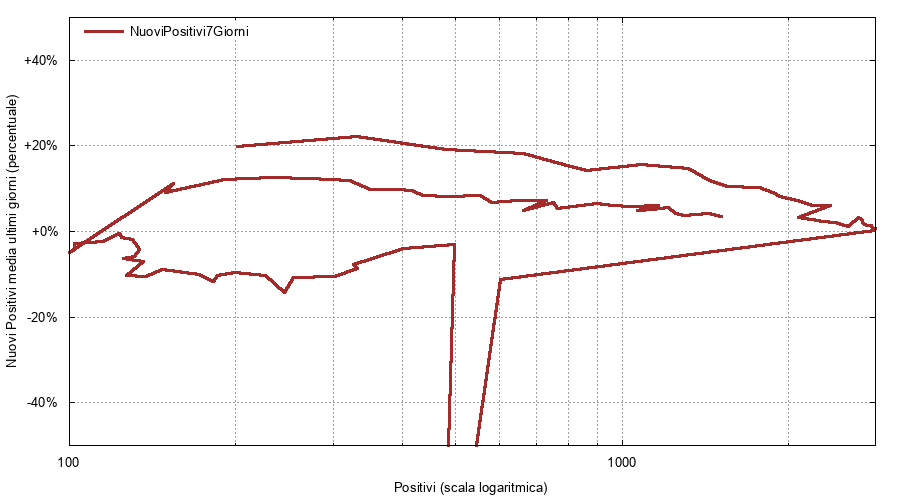 NuoviPositivi7Giorni
+40%
+20%
+0%
-20%
-40%
Nuovi Positivi media ultimi giorni (percentuale)
100
1000
Positivi (scala logaritmica)